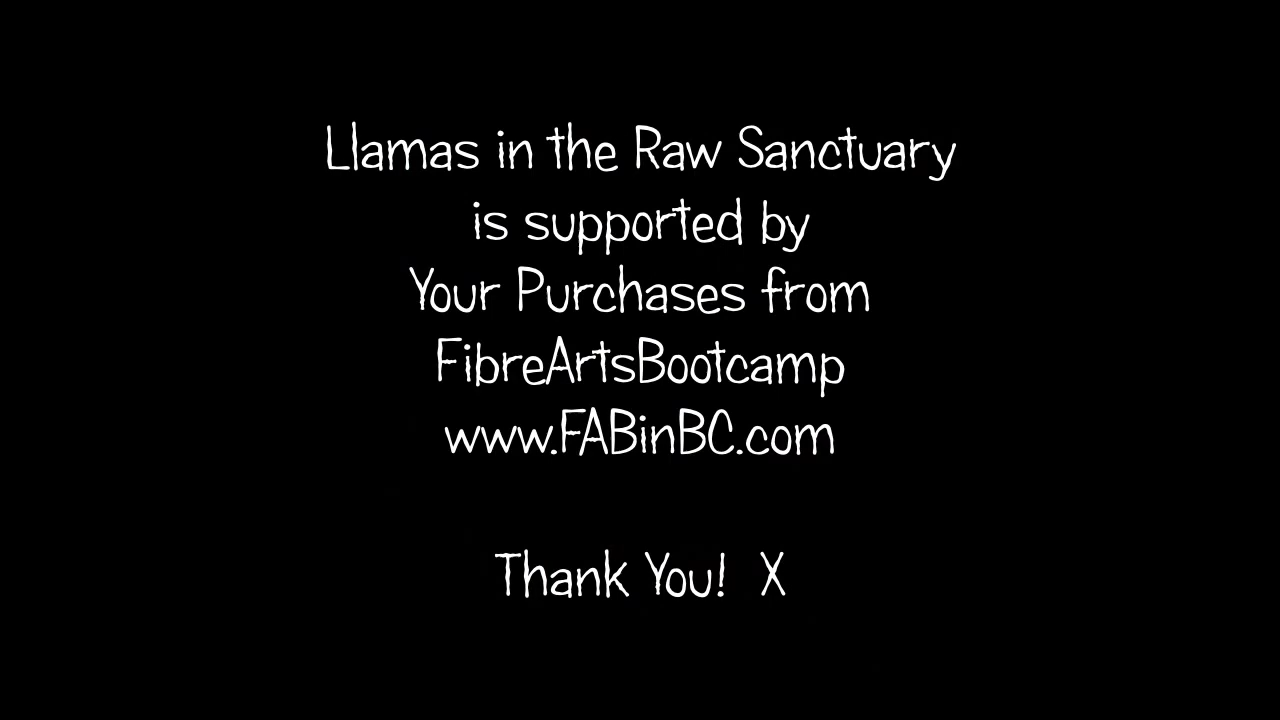 Llamas in the Raw Sanctuary
is supported by
Your Purchases from
FibreArtsBootcamp
www.FABinBC.com
Thank You! X